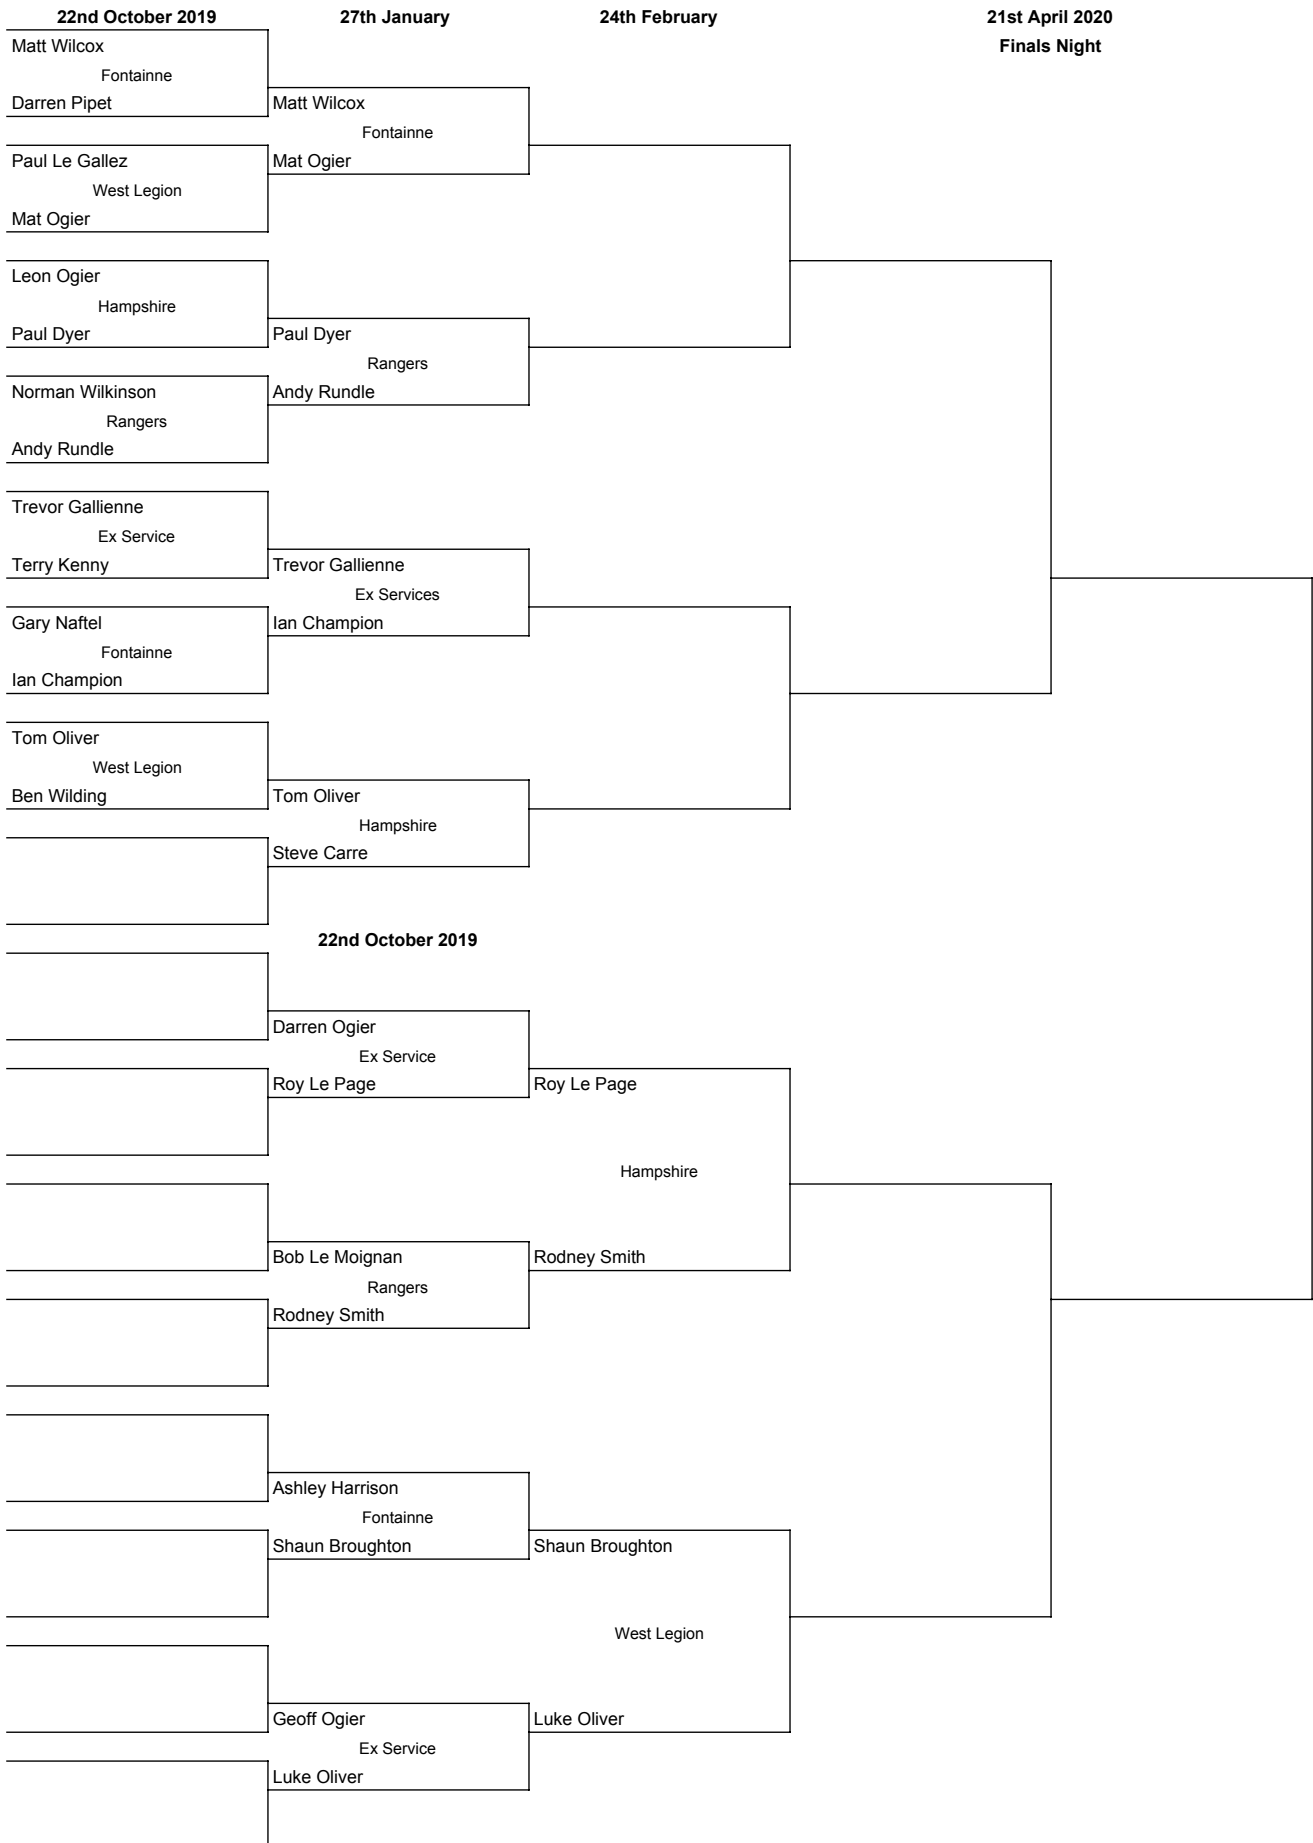 22nd October 2019 27th January 24th February 21st April 2020
Matt Wilcox Finals Night
Fontainne
Darren Pipet Matt Wilcox
Fontainne
Paul Le Gallez Mat Ogier
West Legion
Mat Ogier
Leon Ogier
Hampshire
Paul Dyer Paul Dyer
Rangers
Norman Wilkinson Andy Rundle
Rangers
Andy Rundle
Trevor Gallienne
Ex Service
Terry Kenny Trevor Gallienne
Ex Services
Gary Naftel Ian Champion
Fontainne
Ian Champion
Tom Oliver
West Legion
Ben Wilding Tom Oliver
Hampshire
Steve Carre
22nd October 2019
Darren Ogier
Ex Service
Roy Le Page Roy Le Page
Hampshire
Bob Le Moignan Rodney Smith
Rangers
Rodney Smith
Ashley Harrison
Fontainne
Shaun Broughton Shaun Broughton
West Legion
Geoff Ogier Luke Oliver
Ex Service
Luke Oliver